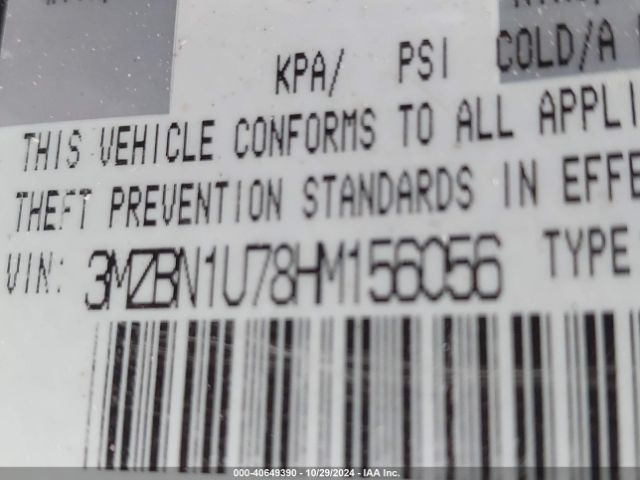 KPA/ PSI COLD/A
THIS VEHICLE CONFORMS TO ALL APPLI
THEFT PREVENTION STANDARDS IN EFFE
VIN: 3MZBN1U78HM156056 TYPE
000-40649390 - 10/29/2024 - IAA Inc.